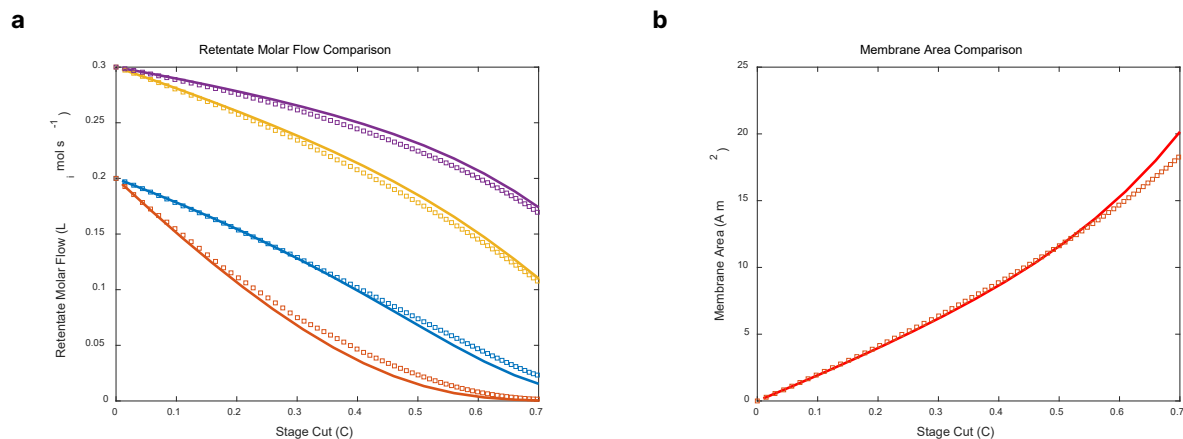 a
Retentate Molar Flow Comparison
0.3
0.25
0.2
0.15
0.1
0.05
0
Retentate Molar Flow (L i mol s -1 )
0 0.1 0.2 0.3 0.4 0.5 0.6 0.7
Stage Cut (C)
b
Membrane Area Comparison
25
20
15
10
5
0
Membrane Area (A m 2 )
0 0.1 0.2 0.3 0.4 0.5 0.6 0.7
Stage Cut (C)